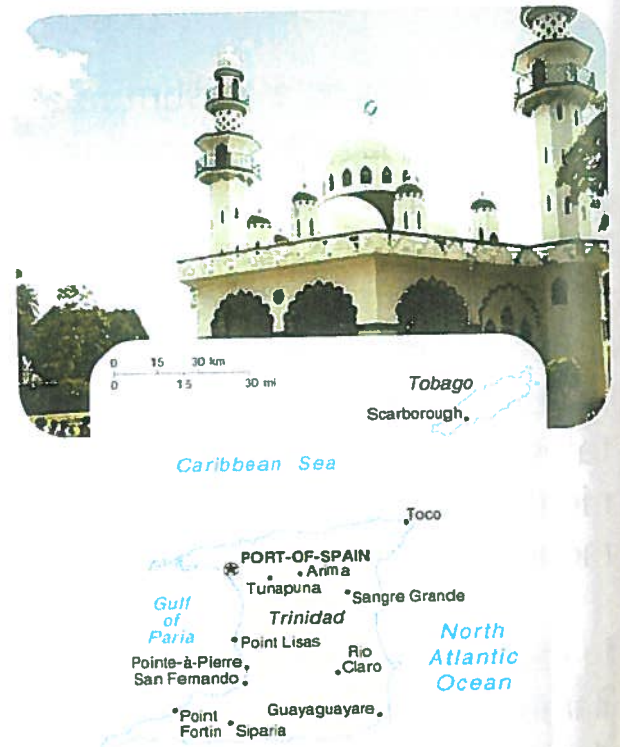 0 15 30 km
0 15 30 mi
Tobago
Scarborough
Caribbean Sea
Toco
PORT-OF-SPAIN
Arima
Tunapuna
Sangre Grande
Gulf
of
Paria
Trinidad
North
Atlantic
Ocean
Point Lisas
Rio
Claro
Pointe-à-Pierre
San Fernando
Point
Fortin
Siparia
Guayaguayare